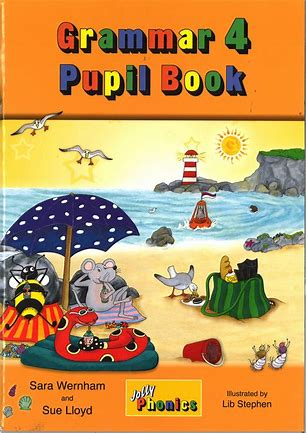 Grammar 4
Pupil Book
Sara Wernham
and
Sue Lloyd
Jolly
Phonics
Illustrated by
Lib Stephen